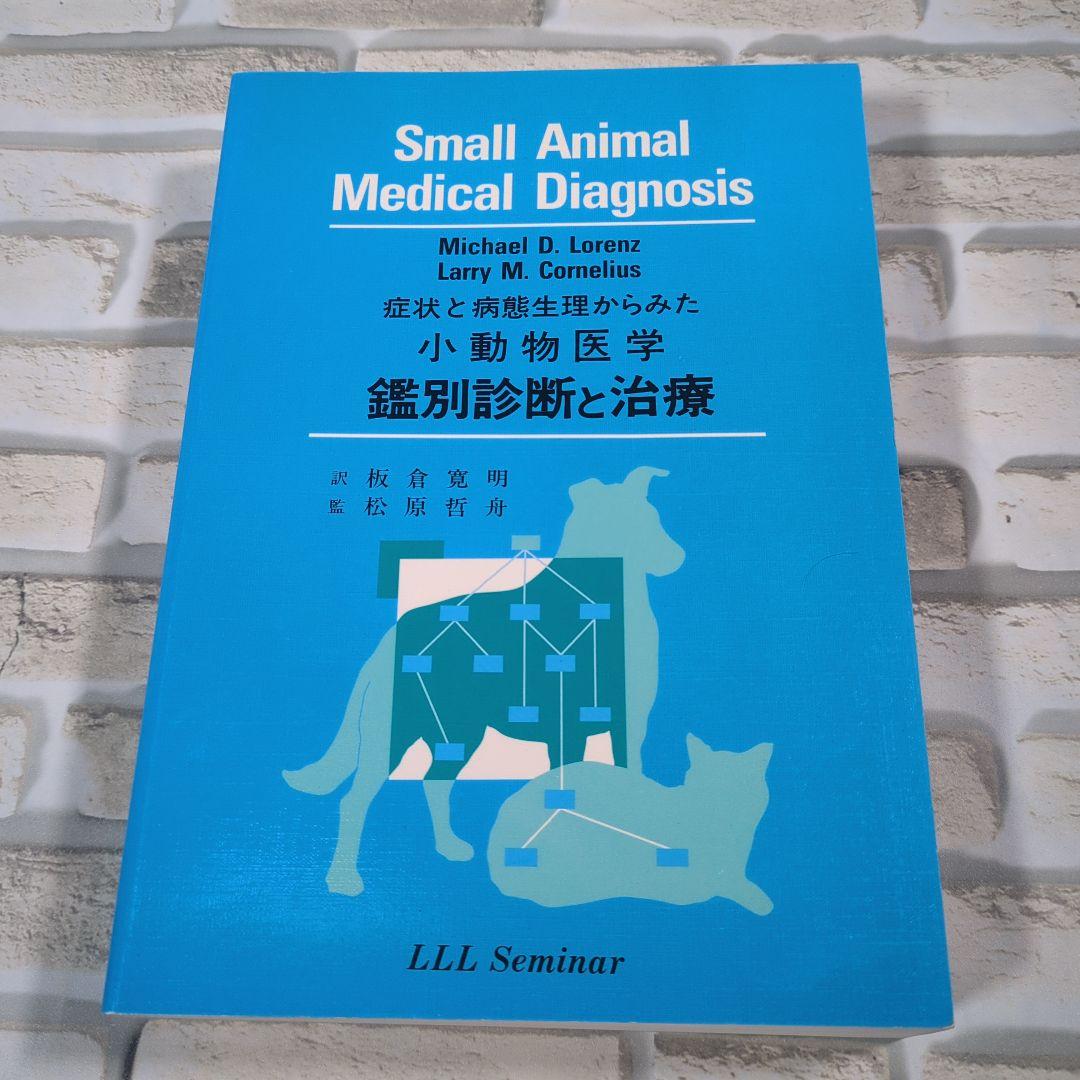 Small Animal
Medical Diagnosis
Michael D. Lorenz
Larry M. Cornelius
症状と病態生理からみた
小動物医学
鑑別診断と治療
訳 板倉寛明
監 松原哲舟
LLL Seminar